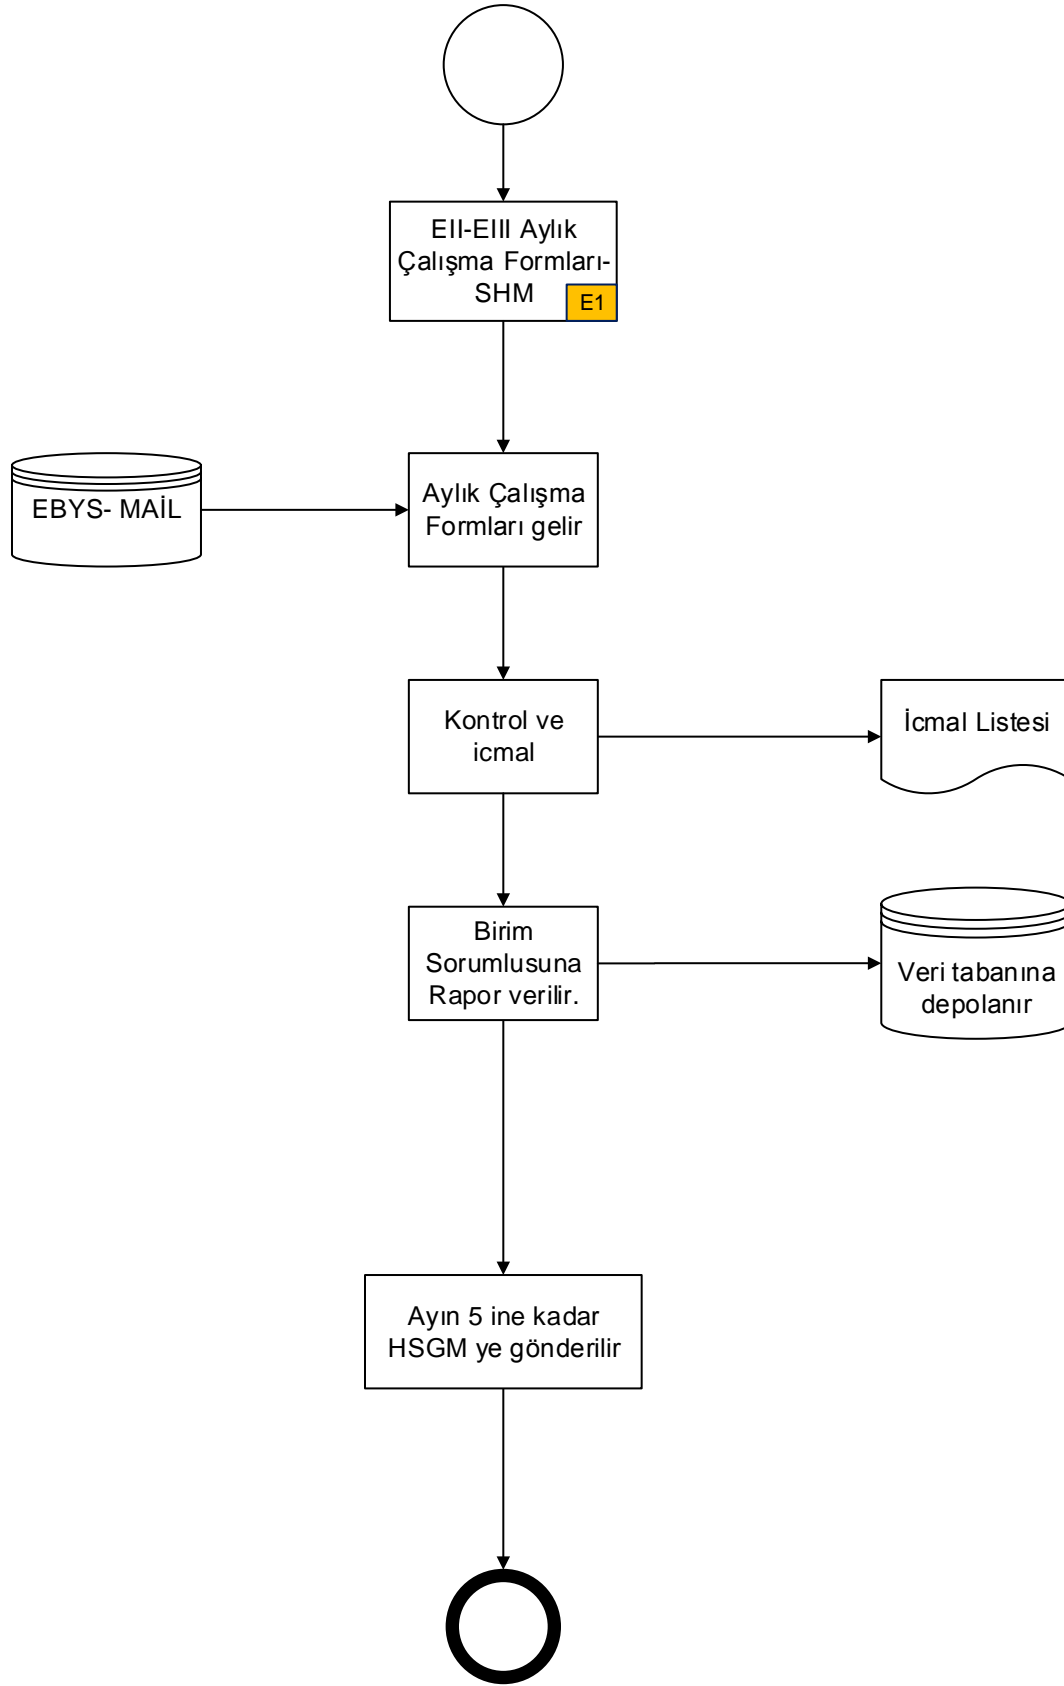 EII-EIII Aylık
Çalışma Formları-
SHM
E1
EBYS- MAİL
Aylık Çalışma
Formları gelir
Kontrol ve
icmal
İcmal Listesi
Birim
Sorumlusuna
Rapor verilir.
Veri tabanına
depolanır
Ayın 5 ine kadar
HSGM ye gönderilir